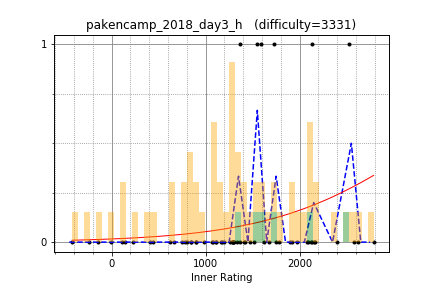 pakencamp_2018_day3_h (difficulty=3331)
1
0
0 1000 2000
Inner Rating